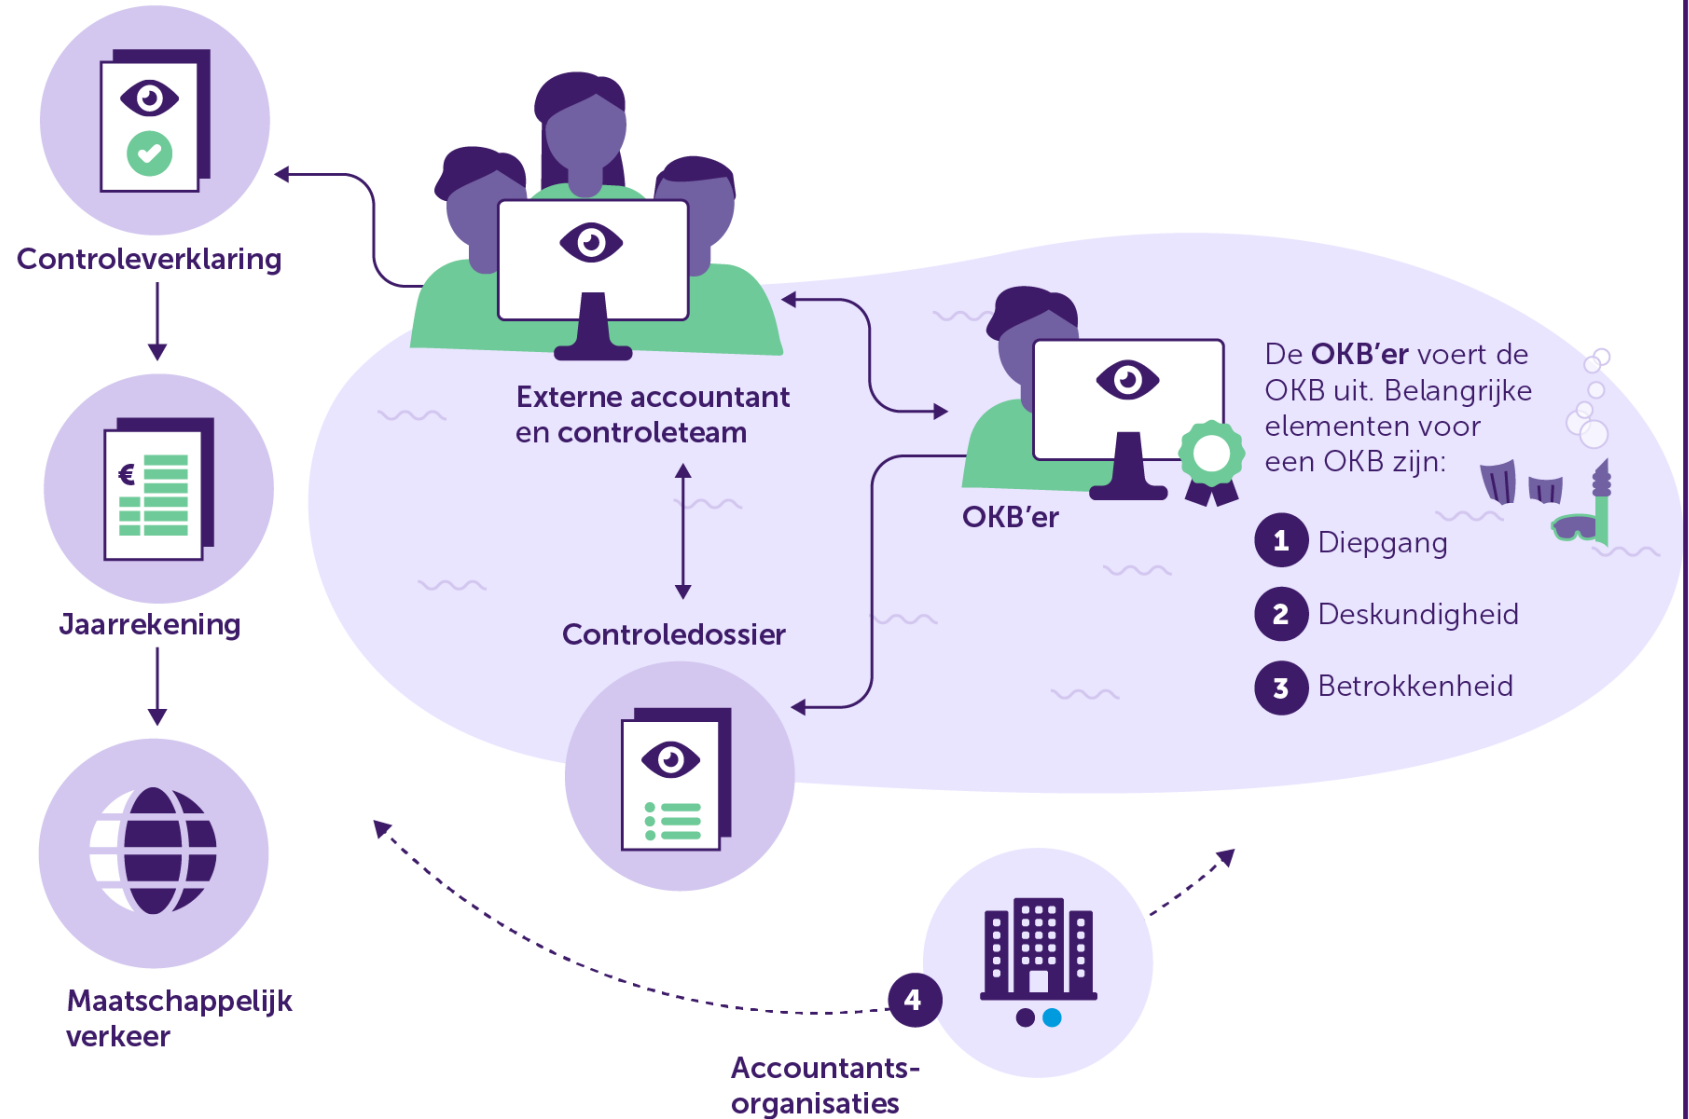 Controleverklaring
Jaarrekening
€
Maatschappelijk
verkeer
Externe accountant
en controleteam
Controledossier
OKB’er
De OKB’er voert de
OKB uit. Belangrijke
elementen voor
een OKB zijn:
1 Diepgang
2 Deskundigheid
3 Betrokkenheid
4
Accountants-
organisaties